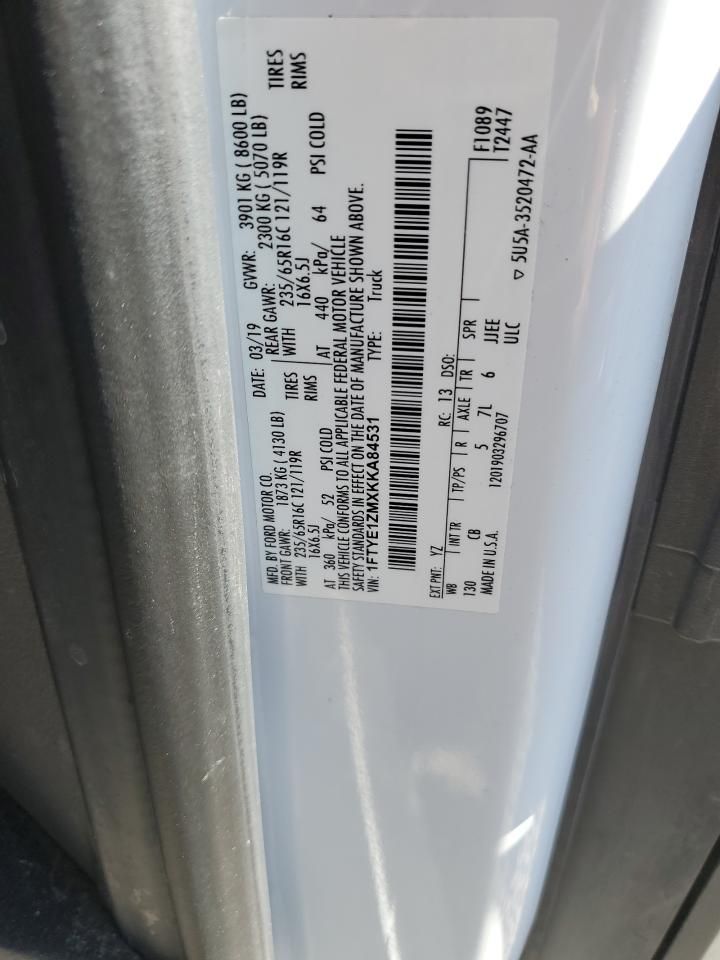 MFD. BY FORD MOTOR CO.
DATE: 03/19 GVWR: 3901 KG ( 8600 LB)
FRONT GAWR: 1873 KG ( 4130 LB) REAR GAWR: 2300 KG ( 5070 LB)
WITH 235/65R16C 121/119R TIRES WITH 235/65R16C 121/119R TIRES
16X6.5J RIMS 16X6.5J RIMS
AT 360 kPa/ 52 PSI COLD AT 440 kPa/ 64 PSI COLD
THIS VEHICLE CONFORMS TO ALL APPLICABLE FEDERAL MOTOR VEHICLE
SAFETY STANDARDS IN EFFECT ON THE DATE OF MANUFACTURE SHOWN ABOVE.
VIN: 1FTYE1ZMXKKA84531 TYPE: Truck
EXT PNT: YZ RC: 13 DSO:
WB INT TR TP/PS R AXLE TR SPR F1089
130 CB 5 7L 6 JJEE T2447
MADE IN U.S.A. 1201903296707 ULC
▽ 5U5A-3520472-AA